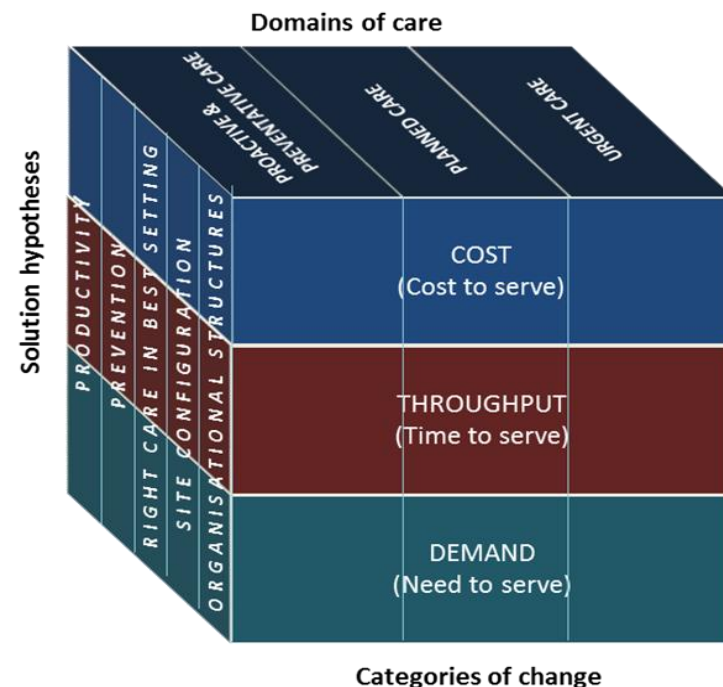 Domains of care
PROACTIVE &
PREVENTATIVE CARE
PLANNED CARE
URGENT CARE
Solution hypotheses
PRODUCTIVITY
PREVENTION
RIGHT CARE IN BEST SETTING
SITE CONFIGURATION
ORGANISATIONAL STRUCTURES
COST
(Cost to serve)
THROUGHPUT
(Time to serve)
DEMAND
(Need to serve)
Categories of change